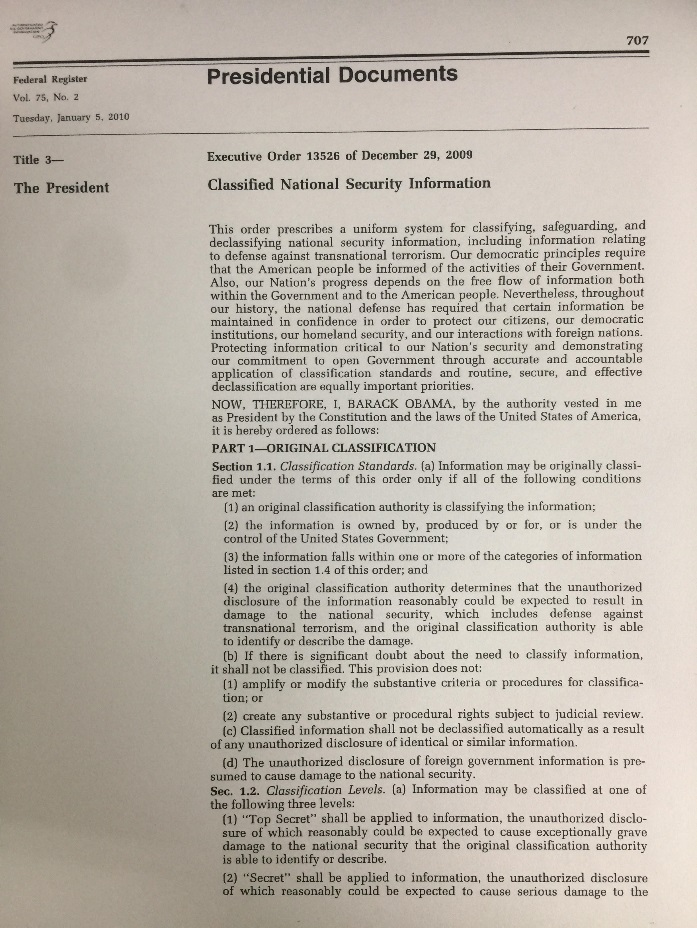 707
Federal Register
Vol. 75, No. 2
Tuesday, January 5, 2010
Presidential Documents
Title 3—
The President
Executive Order 13526 of December 29, 2009
Classified National Security Information
This order prescribes a uniform system for classifying, safeguarding, and
declassifying national security information, including information relating
to defense against transnational terrorism. Our democratic principles require
that the American people be informed of the activities of their Government.
Also, our Nation's progress depends on the free flow of information both
within the Government and to the American people. Nevertheless, throughout
our history, the national defense has required that certain information be
maintained in confidence in order to protect our citizens, our democratic
institutions, our homeland security, and our interactions with foreign nations.
Protecting information critical to our Nation's security and demonstrating
our commitment to open Government through accurate and accountable
application of classification standards and routine, secure, and effective
declassification are equally important priorities.
NOW, THEREFORE, I, BARACK OBAMA, by the authority vested in me
as President by the Constitution and the laws of the United States of America,
it is hereby ordered as follows:
PART 1—ORIGINAL CLASSIFICATION
Section 1.1. Classification Standards. (a) Information may be originally classi-
fied under the terms of this order only if all of the following conditions
are met:
(1) an original classification authority is classifying the information;
(2) the information is owned by, produced by or for, or is under the
control of the United States Government;
(3) the information falls within one or more of the categories of information
listed in section 1.4 of this order; and
(4) the original classification authority determines that the unauthorized
disclosure of the information reasonably could be expected to result in
damage to the national security, which includes defense against
transnational terrorism, and the original classification authority is able
to identify or describe the damage.
(b) If there is significant doubt about the need to classify information,
it shall not be classified. This provision does not:
(1) amplify or modify the substantive criteria or procedures for classifica-
tion; or
(2) create any substantive or procedural rights subject to judicial review.
(c) Classified information shall not be declassified automatically as a result
of any unauthorized disclosure of identical or similar information.
(d) The unauthorized disclosure of foreign government information is pre-
sumed to cause damage to the national security.
Sec. 1.2. Classification Levels. (a) Information may be classified at one of
the following three levels:
(1) "Top Secret" shall be applied to information, the unauthorized disclo-
sure of which reasonably could be expected to cause exceptionally grave
damage to the national security that the original classification authority
is able to identify or describe.
(2) "Secret" shall be applied to information, the unauthorized disclosure
of which reasonably could be expected to cause serious damage to the